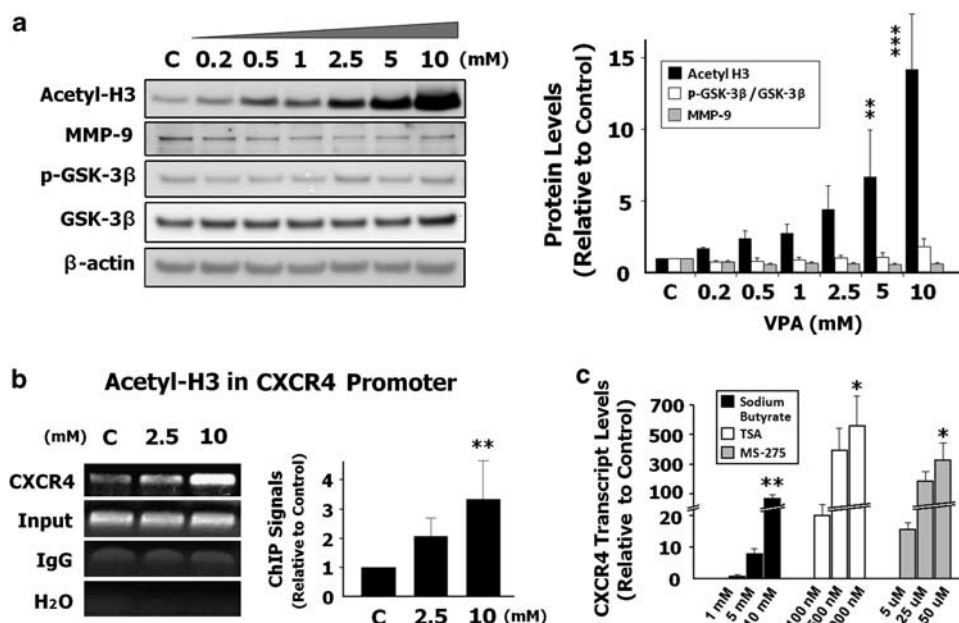 a
C 0.2 0.5 1 2.5 5 10 (mM)
Acetyl-H3
MMP-9
p-GSK-3β
GSK-3β
β-actin
Protein Levels
(Relative to Control)
15
10
5
1
0
Acetyl H3
p-GSK-3β/GSK-3β
MMP-9
**
***
C 0.2 0.5 1 2.5 5 10
VPA (mM)
b
Acetyl-H3 in CXCR4 Promoter
(mM) C 2.5 10
CXCR4
Input
IgG
H2O
ChIP Signals
(Relative to Control)
5
4
3
2
1
0
**
C 2.5 10 (mM)
c
CXCR4 Transcript Levels
(Relative to Control)
700
500
300
100
20
10
0
Sodium
Butyrate
TSA
MS-275
**
*
*
1 mM 5 mM 10 mM 100 nM 5 uM 25 uM 50 uM